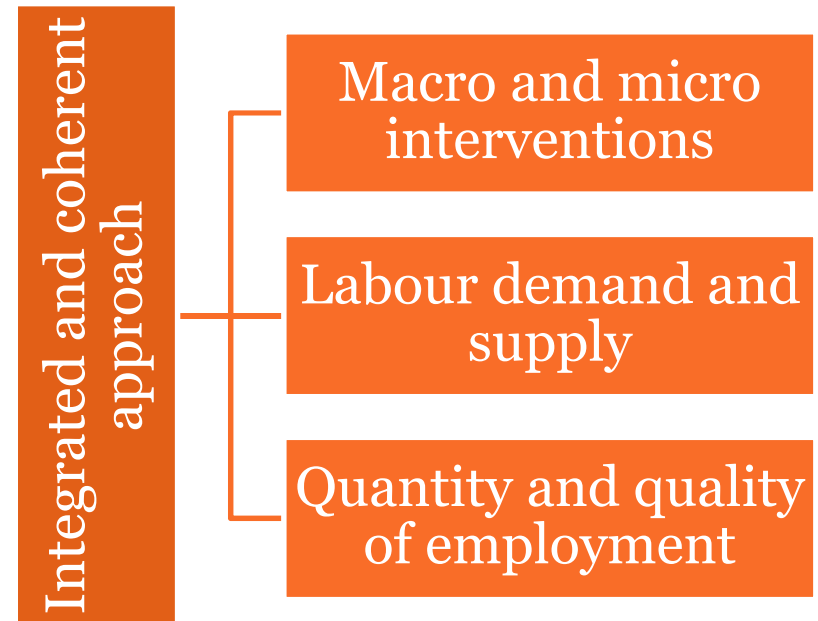 Integrated and coherent
approach
Macro and micro
interventions
Labour demand and
supply
Quantity and quality
of employment